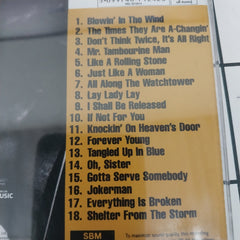 1. Blowin' In The Wind
2. The Times They Are A-Changin'
3. Don't Think Twice, It's All Right
4. Mr. Tambourine Man
5. Like A Rolling Stone
6. Just Like A Woman
7. All Along The Watchtower
8. Lay Lady Lay
9. I Shall Be Released
10. If Not For You
11. Knockin' On Heaven's Door
12. Forever Young
13. Tangled Up In Blue
14. Oh, Sister
15. Gotta Serve Somebody
16. Jokerman
17. Everything Is Broken
18. Shelter From The Storm
MUSIC
SBM